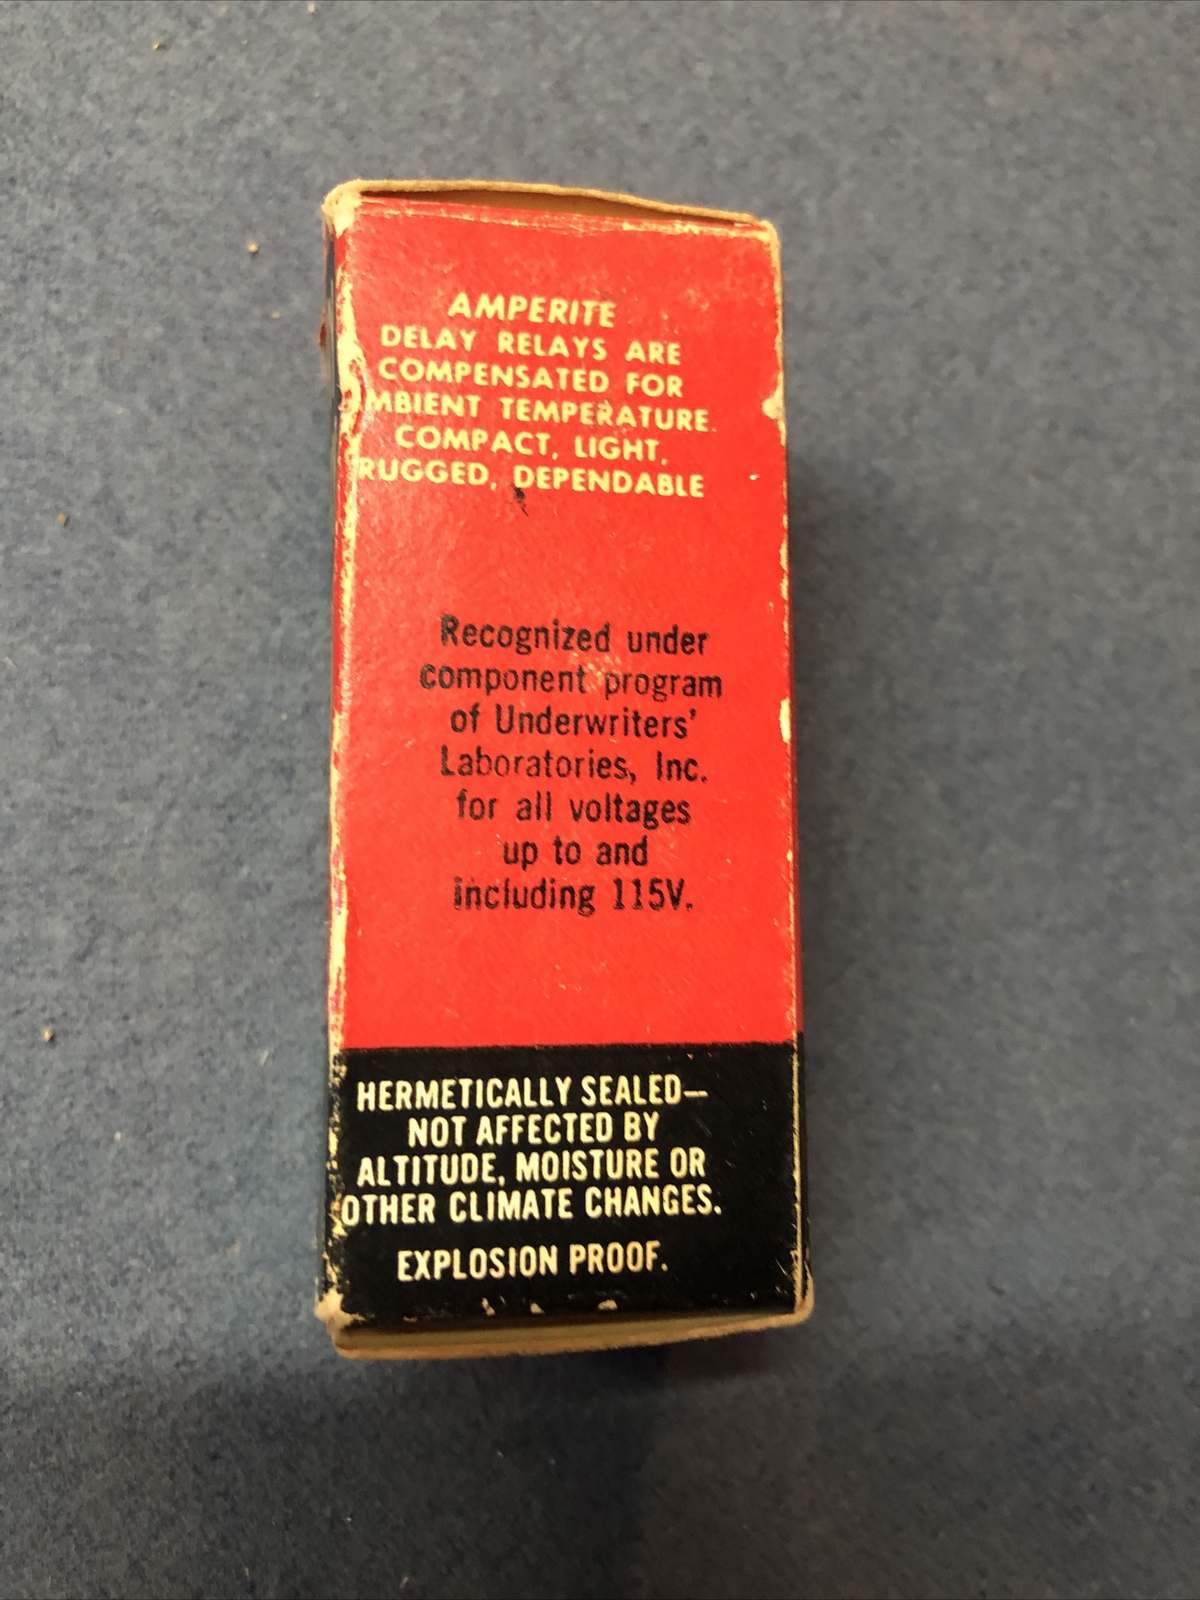 AMPERITE
DELAY RELAYS ARE
COMPENSATED FOR
AMBIENT TEMPERATURE.
COMPACT, LIGHT,
RUGGED, DEPENDABLE
Recognized under
component program
of Underwriters'
Laboratories, Inc.
for all voltages
up to and
including 115V.
HERMETICALLY SEALED—
NOT AFFECTED BY
ALTITUDE, MOISTURE OR
OTHER CLIMATE CHANGES.
EXPLOSION PROOF.